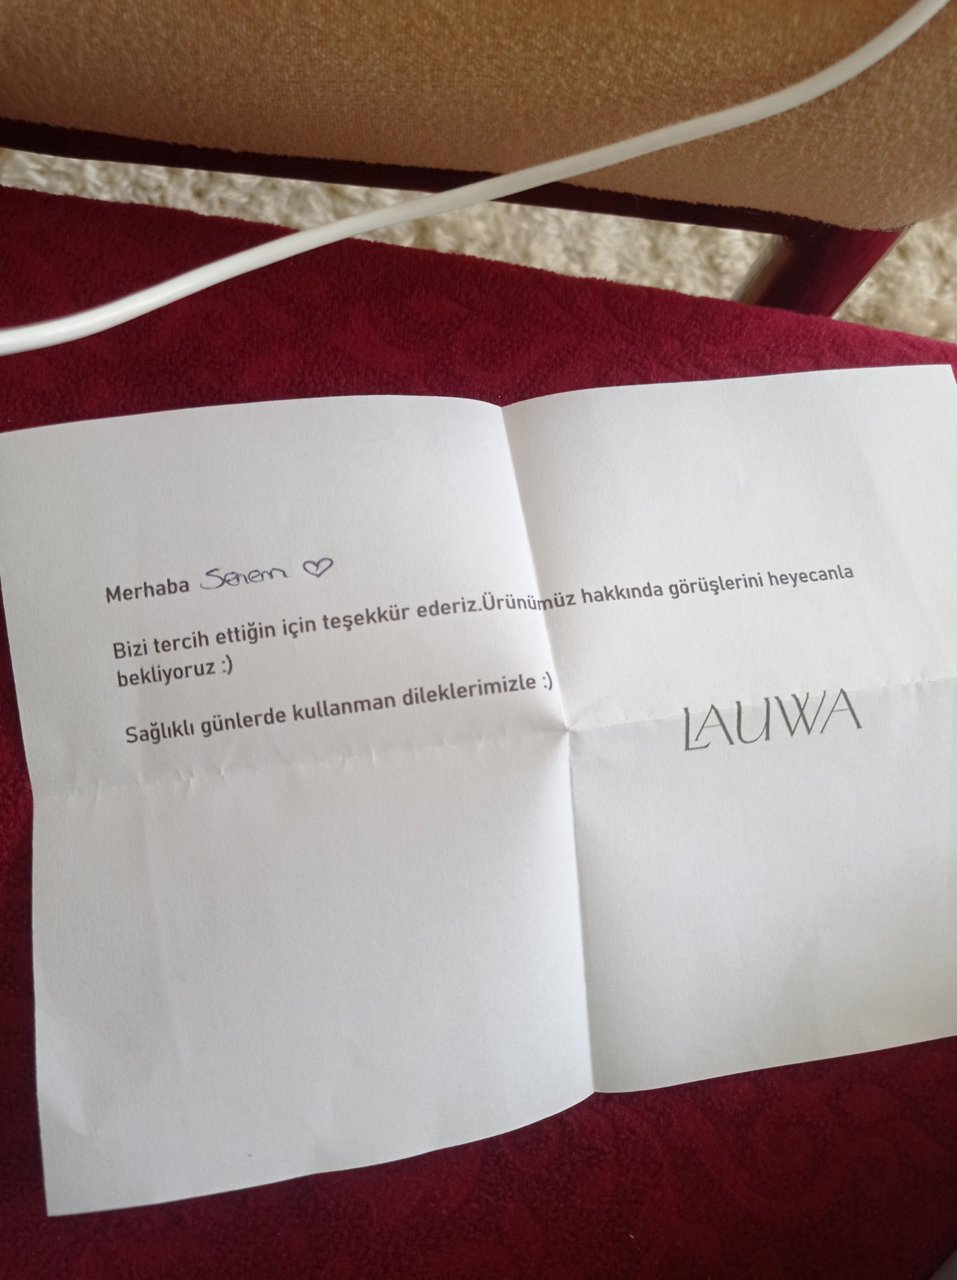 Merhaba Senem ♡
Bizi tercih ettiğin için teşekkür ederiz.Ürünümüz hakkında görüşlerini heyecanla
bekliyoruz :)
Sağlıklı günlerde kullanman dileklerimizle :)
LAUWA